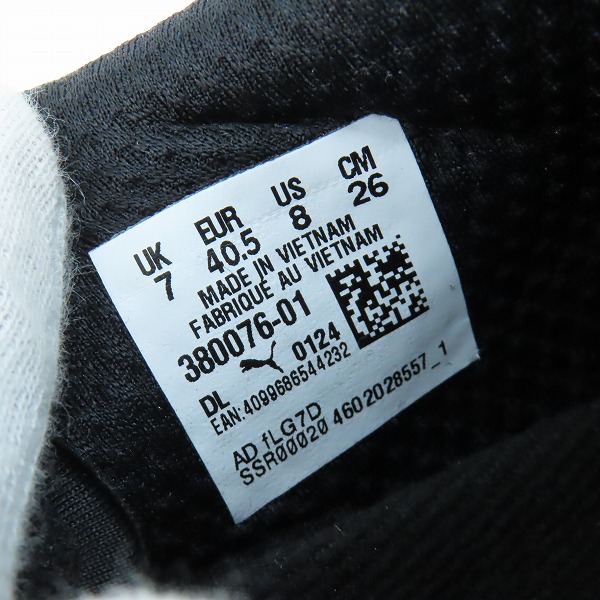 UK EUR US CM
7 40.5 8 26
MADE IN VIETNAM
FABRIQUÉ AU VIETNAM
380076-01
DL 0124
EAN:4099686544232
AD fLG7D
SSR00020 4602028557_1